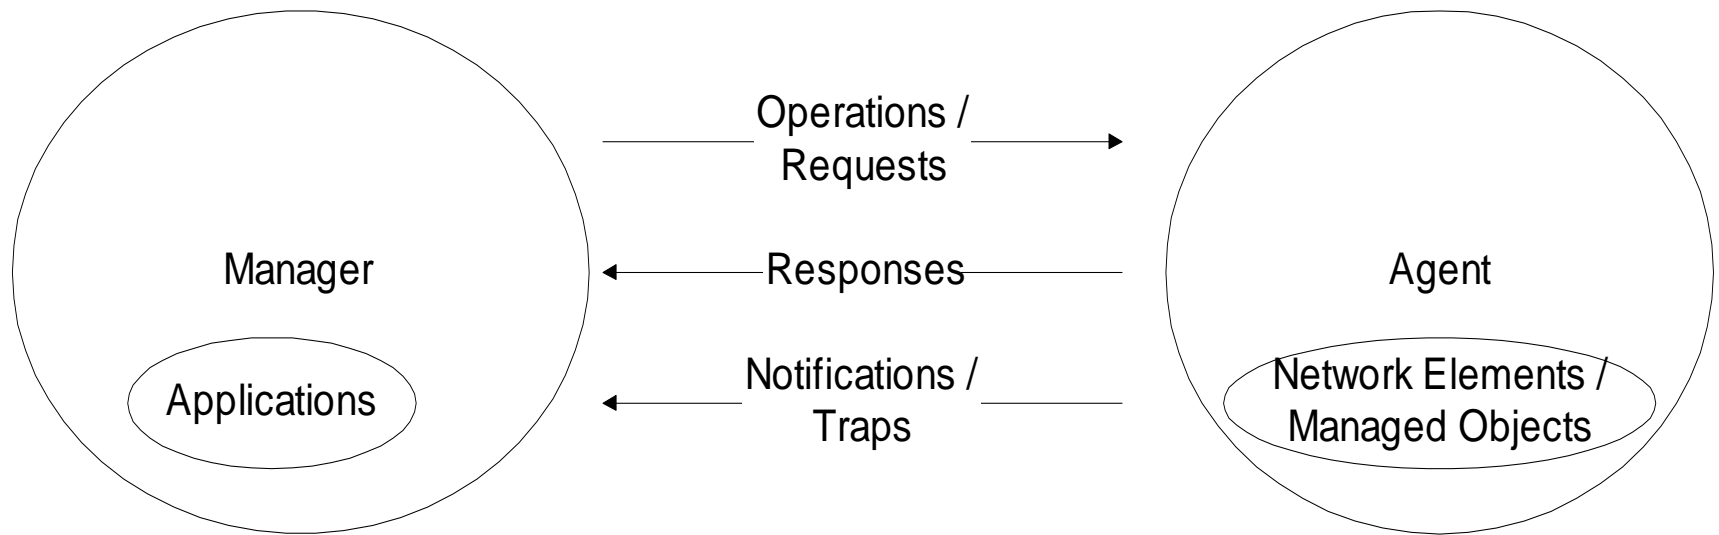 Operations /
Requests
Manager
Responses
Agent
Applications
Notifications /
Traps
Network Elements /
Managed Objects